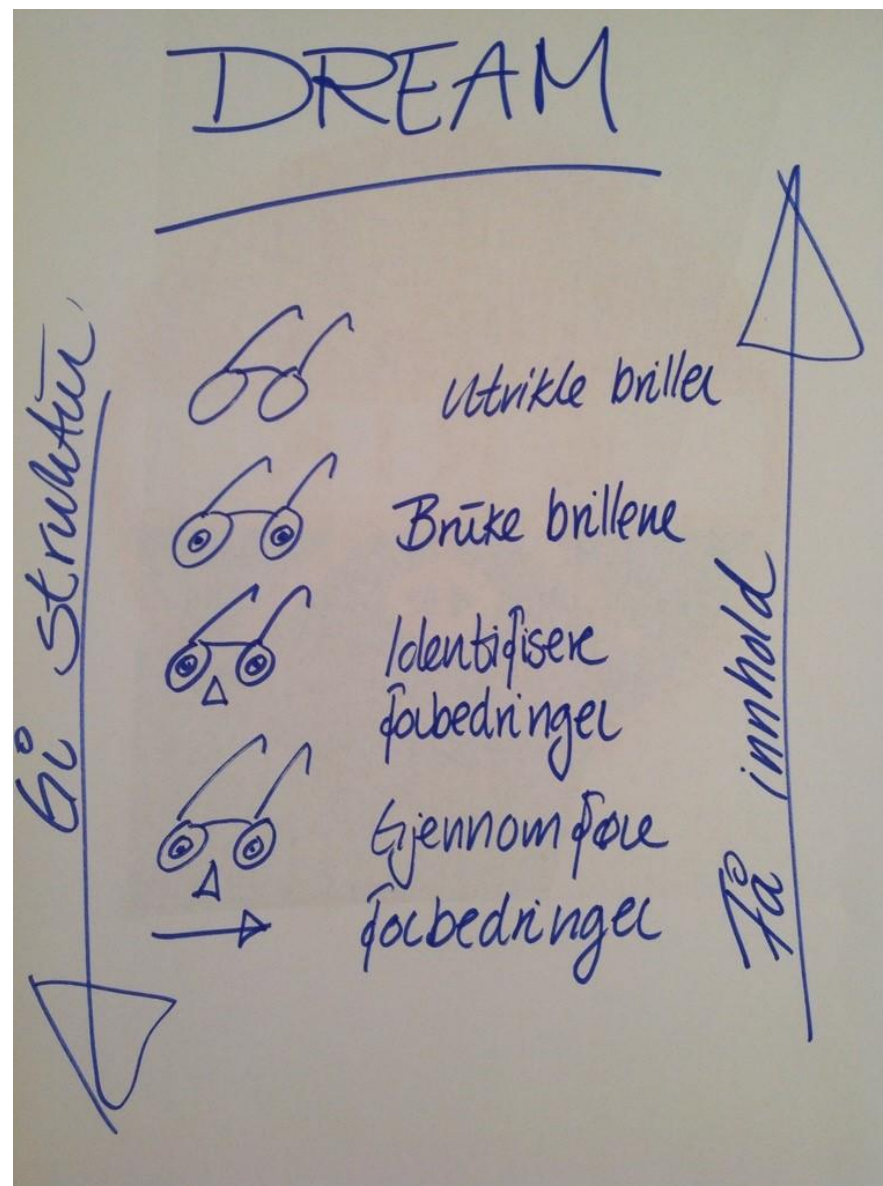 DREAM
Gi struktur
Utvikle briller
Bruke brillene
Identifisere
forbedringer
Gjennomføre
forbedringer
Få innhold